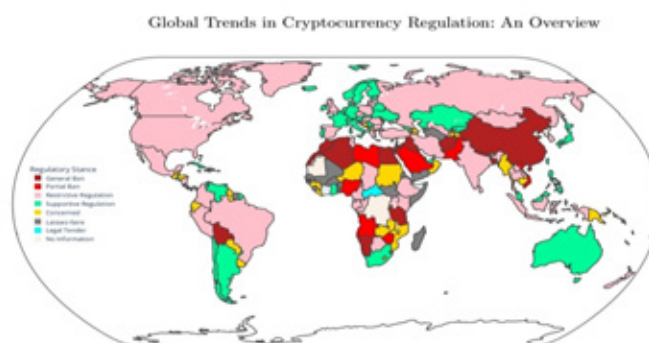 Global Trends in Cryptocurrency Regulation: An Overview
Regulatory Stance
General Ban
Partial Ban
Restrictive Regulation
Supportive Regulation
Concerned
Laissez-faire
Legal Tender
No Information